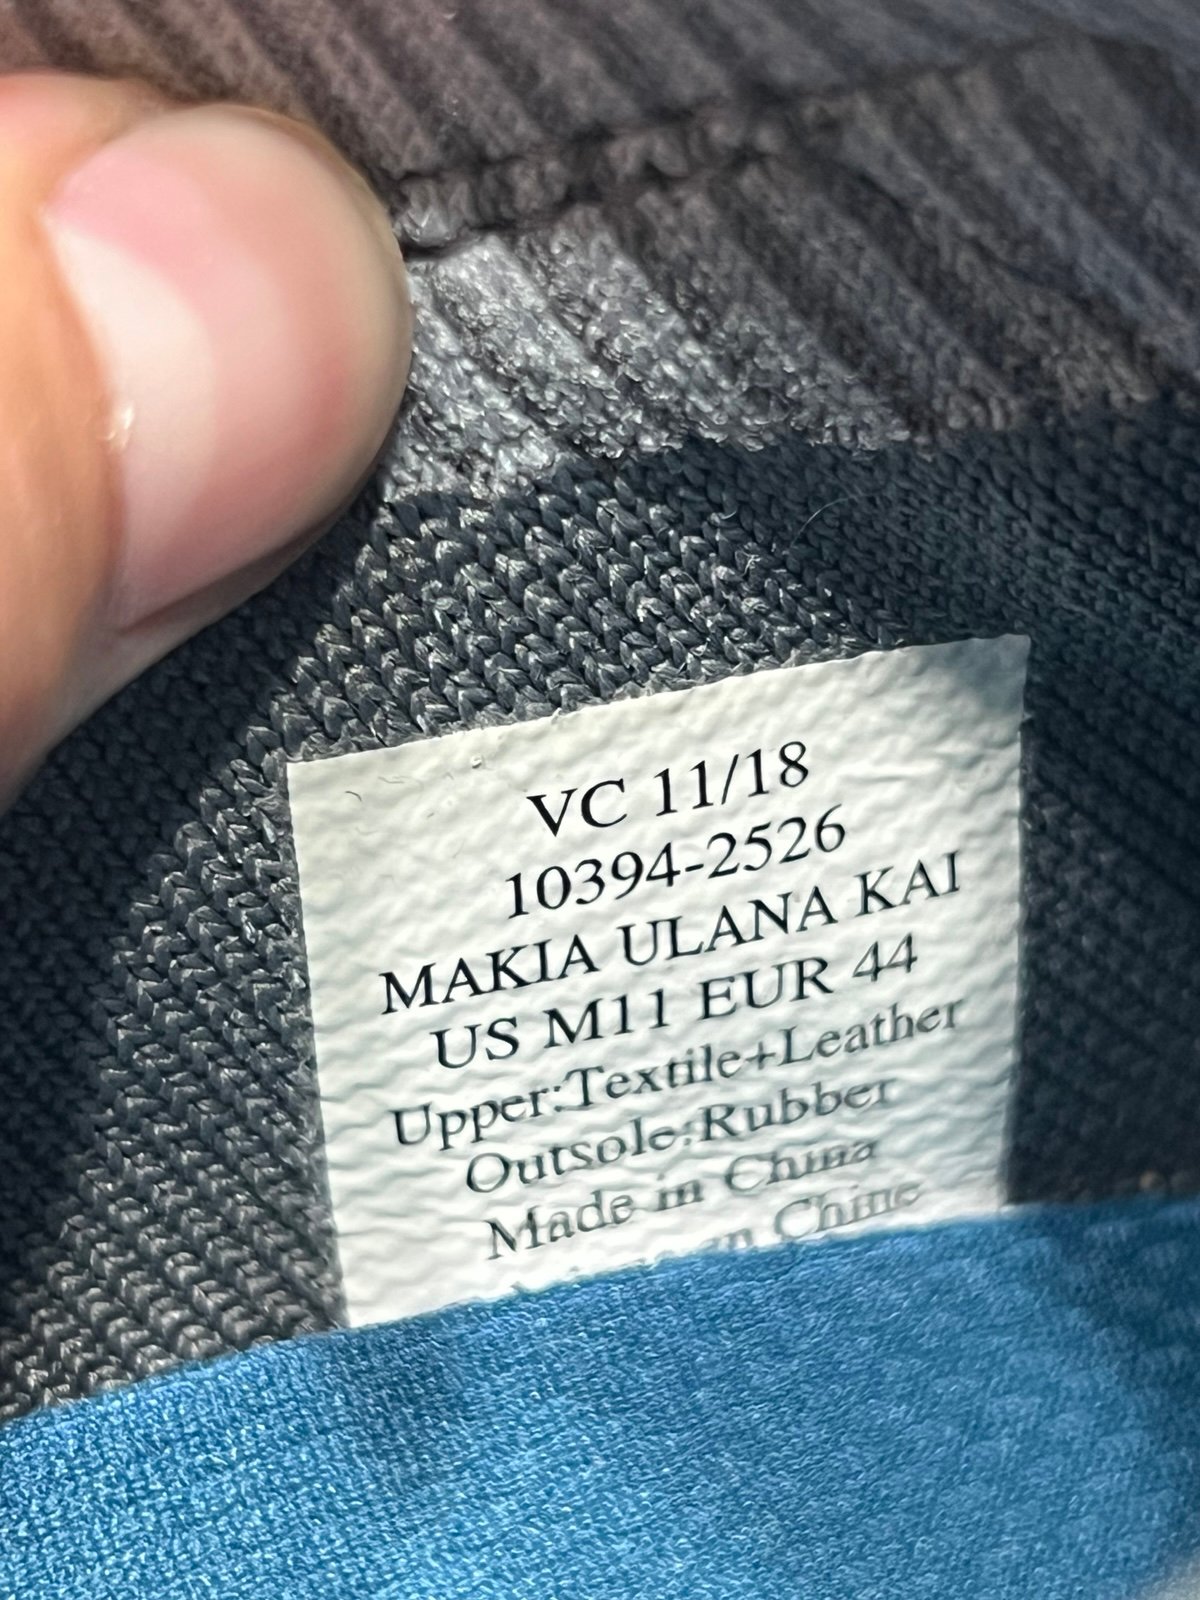 VC 11/18
10394-2526
MAKIA ULANA KAI
US M11 EUR 44
Upper:Textile+Leather
Outsole:Rubber
Made in China
Chine